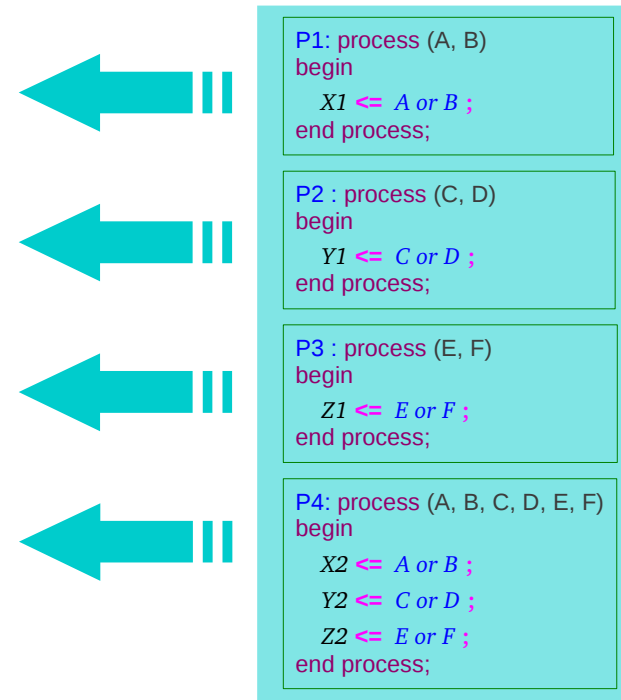 P1: process (A, B)
begin
X1 <= A or B ;
end process;
P2 : process (C, D)
begin
Y1 <= C or D ;
end process;
P3 : process (E, F)
begin
Z1 <= E or F ;
end process;
P4: process (A, B, C, D, E, F)
begin
X2 <= A or B ;
Y2 <= C or D ;
Z2 <= E or F ;
end process;